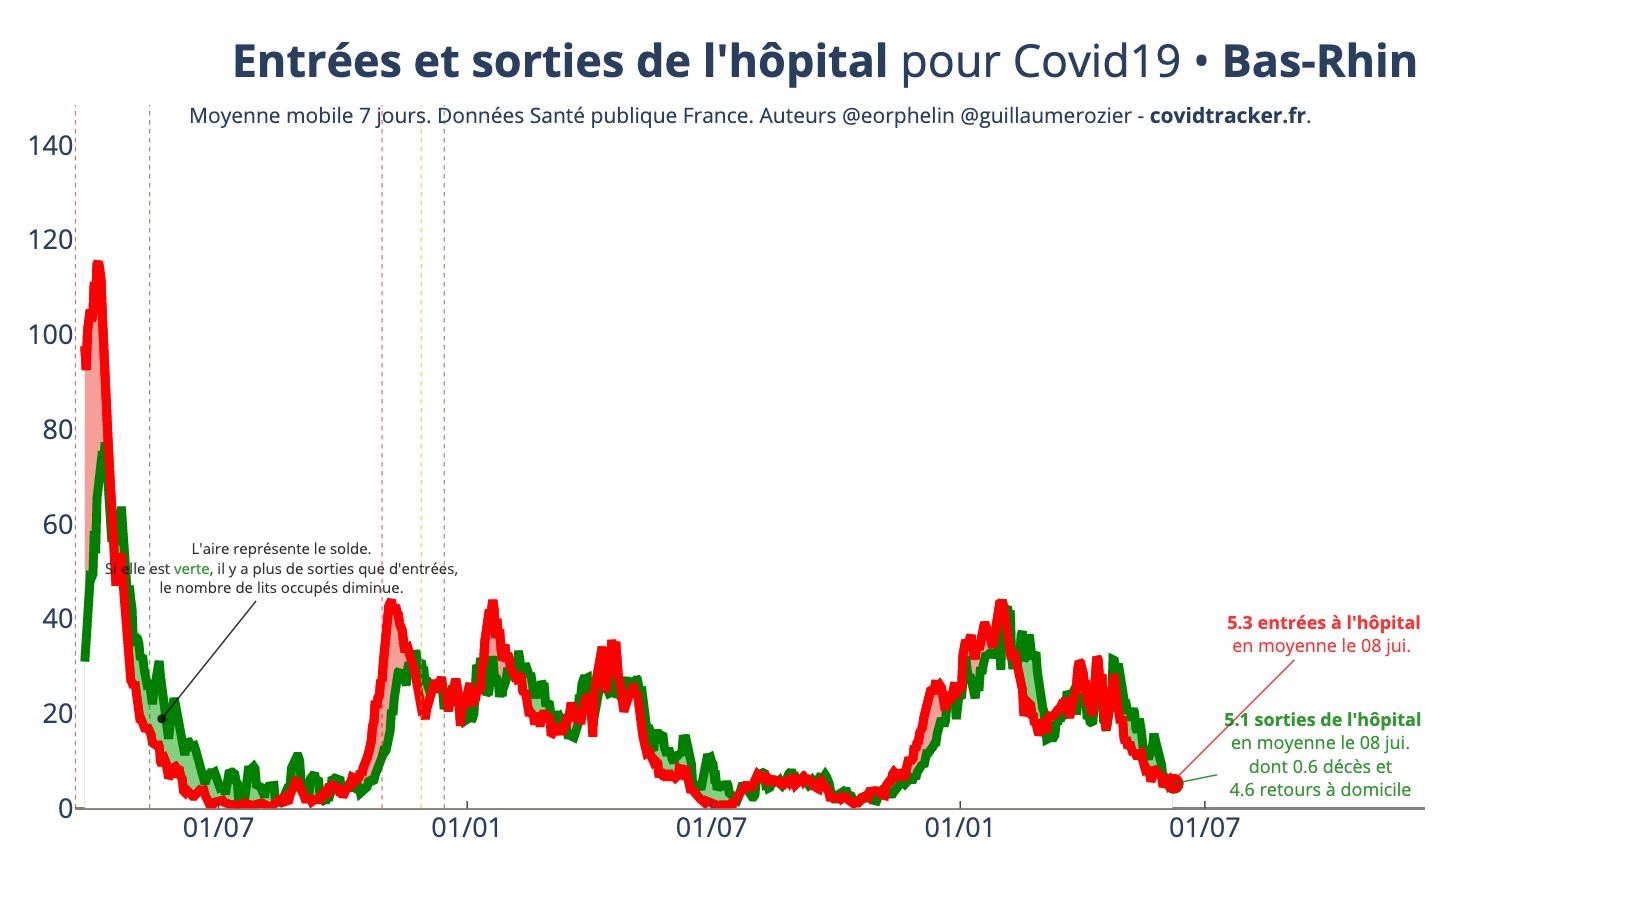 Entrées et sorties de l'hôpital pour Covid19 • Bas-Rhin
Moyenne mobile 7 jours. Données Santé publique France. Auteurs @eorphelin @guillaumerozier - covidtracker.fr.
140
120
100
80
60
40
20
0
L'aire représente le solde.
Si elle est verte, il y a plus de sorties que d'entrées,
le nombre de lits occupés diminue.
5.3 entrées à l'hôpital
en moyenne le 08 jui.
5.1 sorties de l'hôpital
en moyenne le 08 jui.
dont 0.6 décès et
4.6 retours à domicile
01/07
01/01
01/07
01/01
01/07